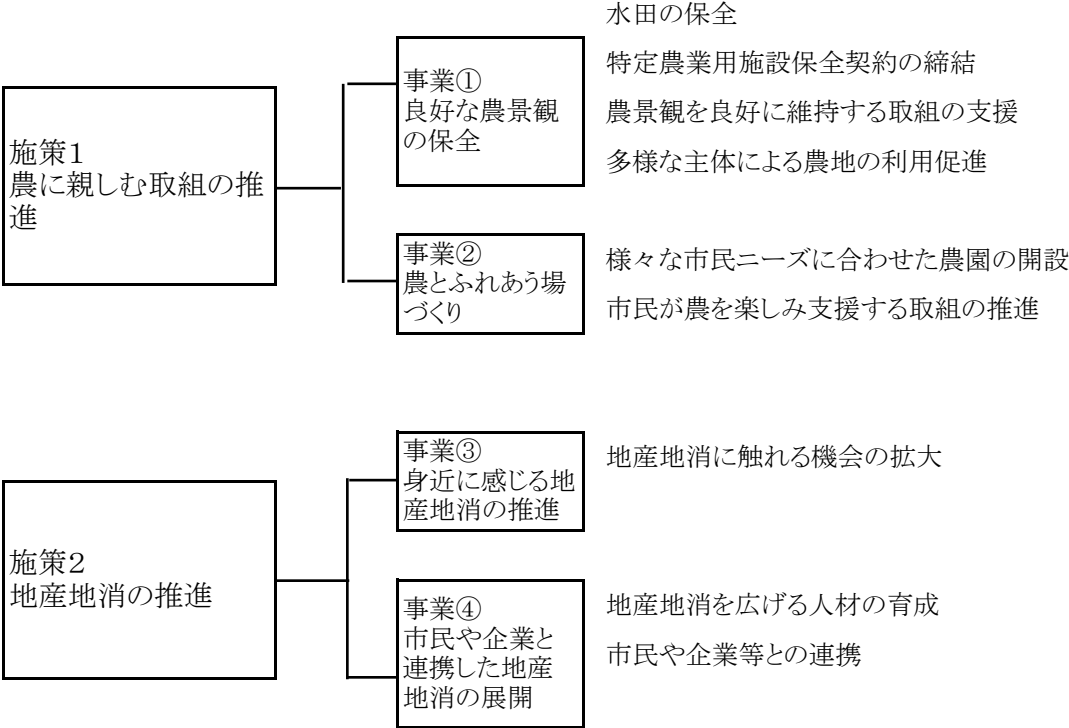 水田の保全
事業①
良好な農景観
の保全
特定農業用施設保全契約の締結
農景観を良好に維持する取組の支援
多様な主体による農地の利用促進
施策１
農に親しむ取組の推
進
事業②
農とふれあう場
づくり
様々な市民ニーズに合わせた農園の開設
市民が農を楽しみ支援する取組の推進
事業③
身近に感じる地
産地消の推進
地産地消に触れる機会の拡大
施策２
地産地消の推進
事業④
市民や企業と
連携した地産
地消の展開
地産地消を広げる人材の育成
市民や企業等との連携